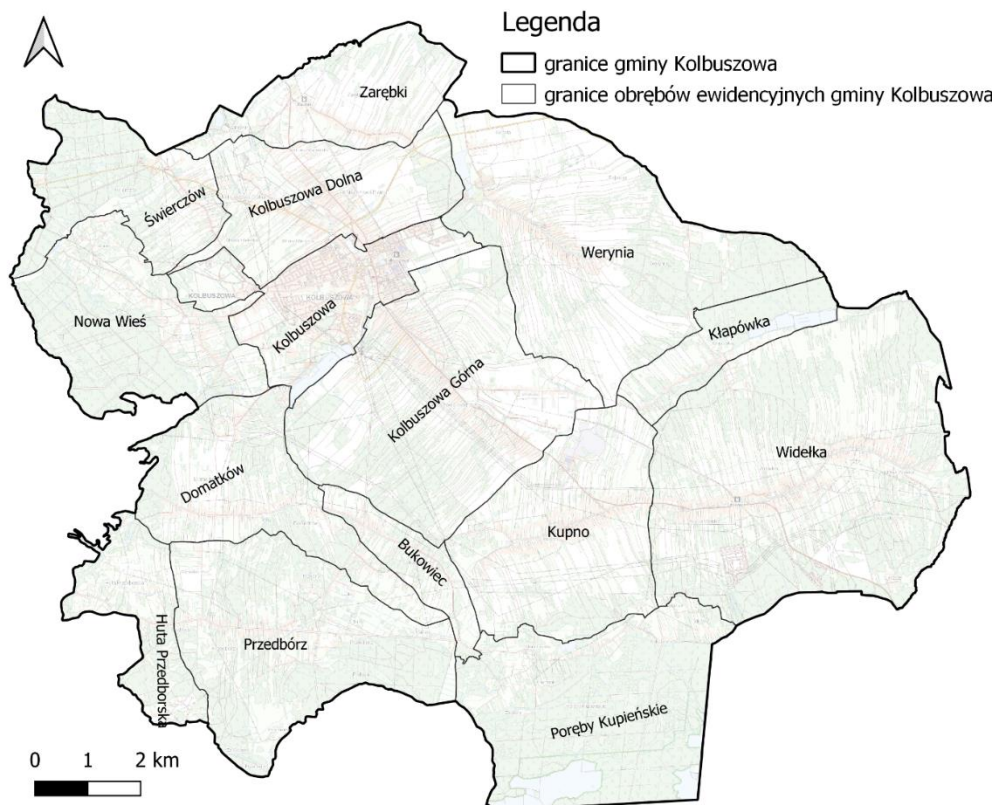 Legenda
granice gminy Kolbuszowa
granice obrębów ewidencyjnych gminy Kolbuszowa
Zarębki
Kolbuszowa Dolna
Świerczów
Werynia
KOLBUSZOWA
Nowa Wieś
Kolbuszowa
Kłapówka
Kolbuszowa Górna
Widełka
Domatków
Kupno
Bukowiec
Huta Przedborska
Przedbórz
Poręby Kupieńskie
0 1 2 km